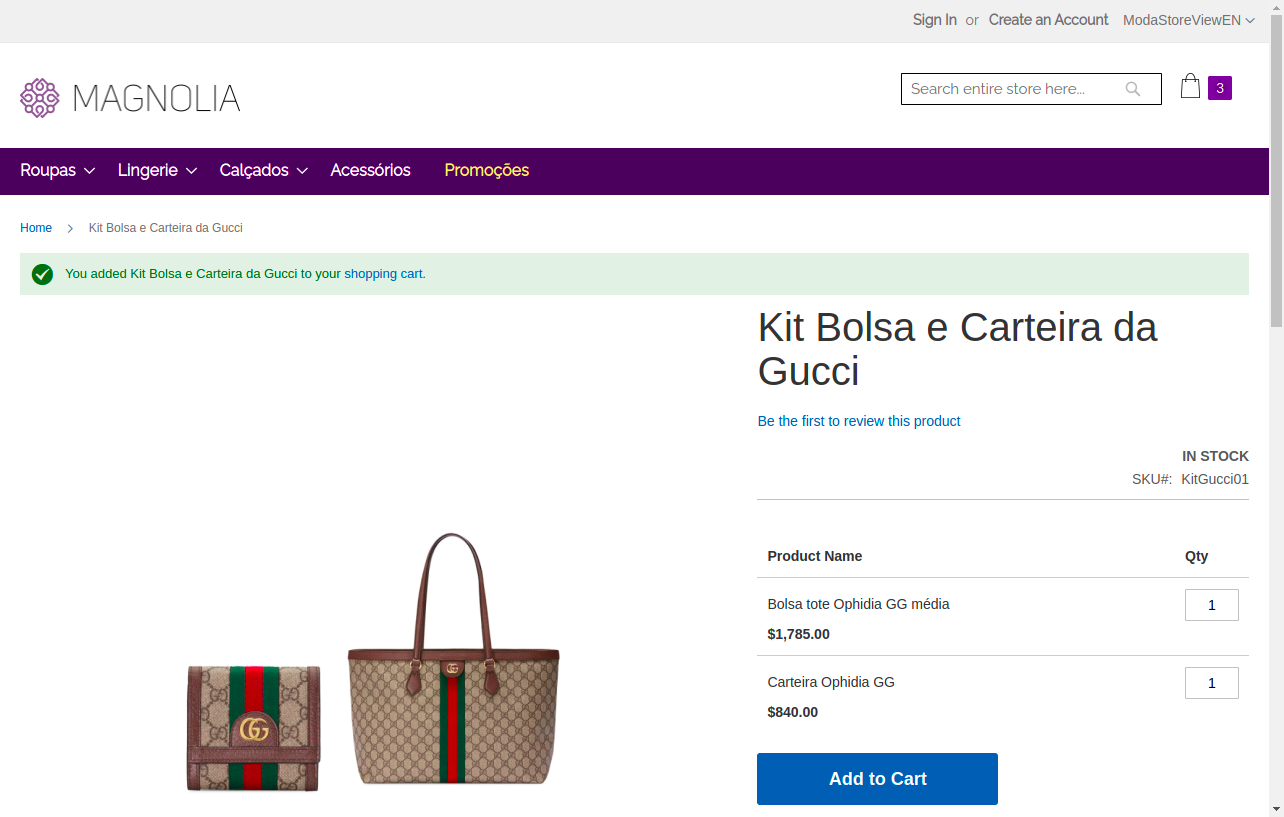 Sign In or Create an Account ModaStoreViewEN
MAGNOLIA
Search entire store here...
3
Roupas Lingerie Calçados Acessórios Promoções
Home Kit Bolsa e Carteira da Gucci
You added Kit Bolsa e Carteira da Gucci to your shopping cart.
Kit Bolsa e Carteira da
Gucci
Be the first to review this product
IN STOCK
SKU#: KitGucci01
Product Name Qty
Bolsa tote Ophidia GG média 1
$1,785.00
Carteira Ophidia GG 1
$840.00
Add to Cart